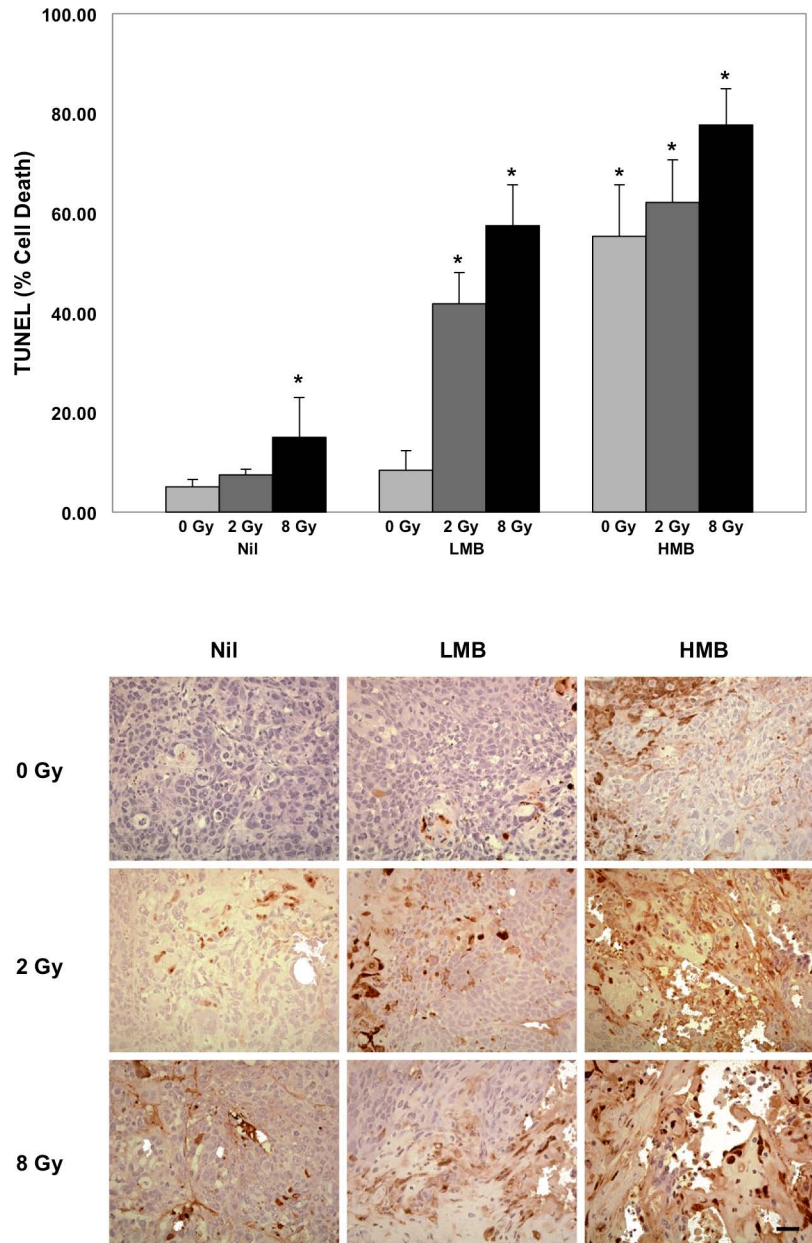 100.00
80.00
60.00
40.00
20.00
0.00
TUNEL (% Cell Death)
*
*
*
*
*
*
0 Gy 2 Gy 8 Gy 0 Gy 2 Gy 8 Gy 0 Gy 2 Gy 8 Gy
Nil LMB HMB
Nil LMB HMB
0 Gy
2 Gy
8 Gy